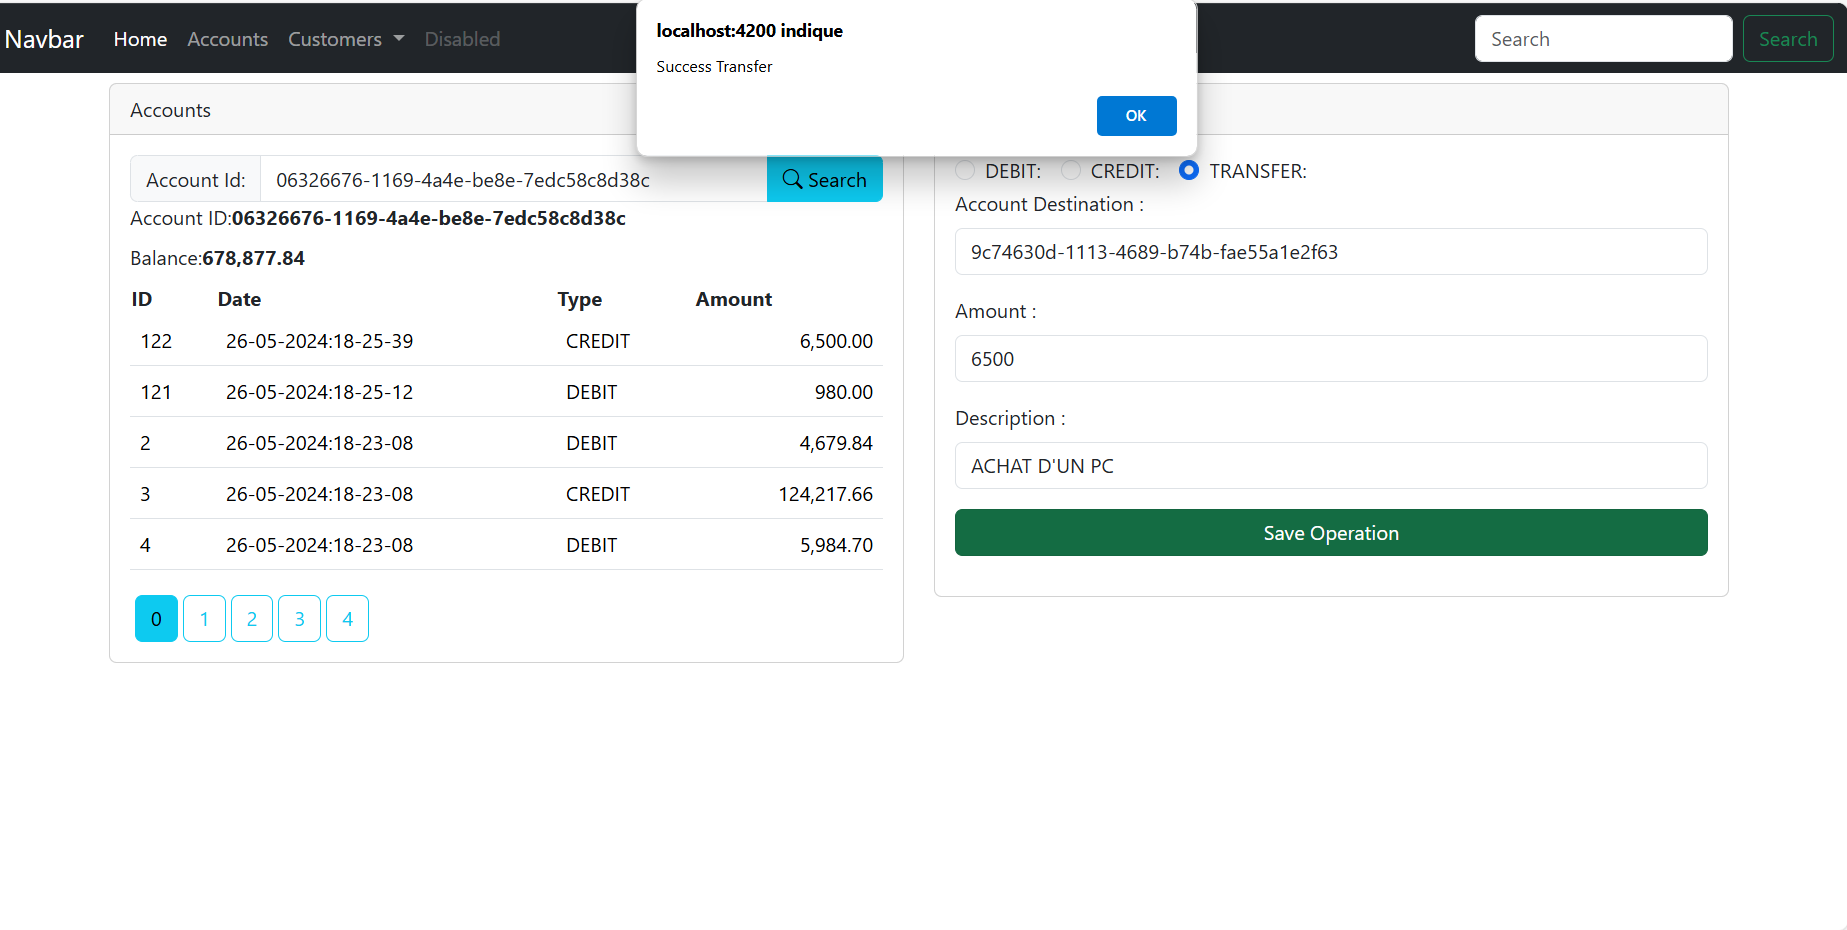 Navbar Home Accounts Customers Disabled Search Search
localhost:4200 indique
Success Transfer
OK
Accounts
Account Id: 06326676-1169-4a4e-be8e-7edc58c8d38c Search
Account ID:06326676-1169-4a4e-be8e-7edc58c8d38c
Balance:678,877.84
ID Date Type Amount
122 26-05-2024:18-25-39 CREDIT 6,500.00
121 26-05-2024:18-25-12 DEBIT 980.00
2 26-05-2024:18-23-08 DEBIT 4,679.84
3 26-05-2024:18-23-08 CREDIT 124,217.66
4 26-05-2024:18-23-08 DEBIT 5,984.70
0 1 2 3 4
DEBIT: CREDIT: TRANSFER:
Account Destination :
9c74630d-1113-4689-b74b-fae55a1e2f63
Amount :
6500
Description :
ACHAT D'UN PC
Save Operation